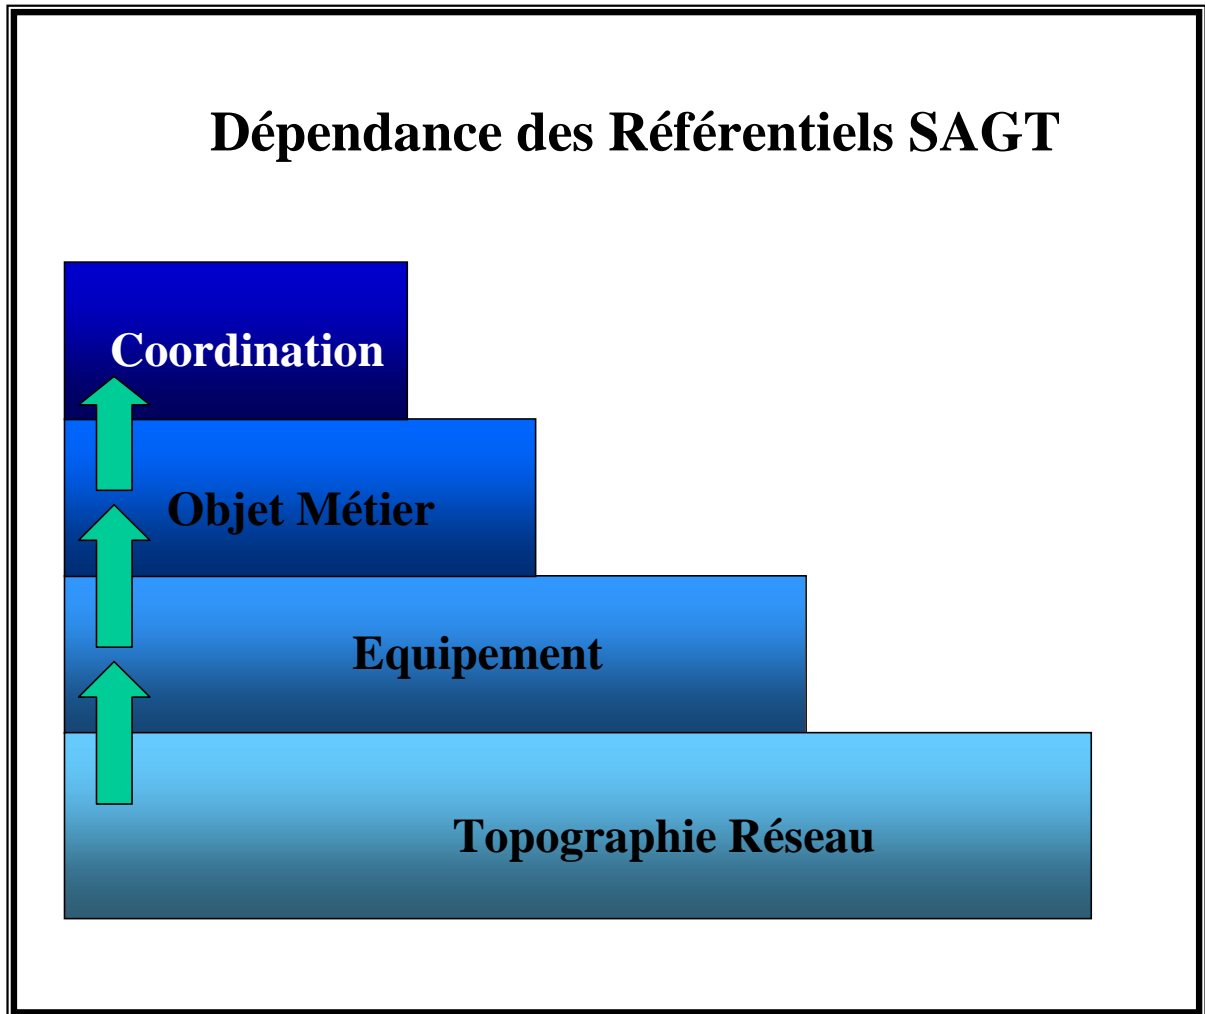 Dépendance des Référentiels SAGT
Coordination
Objet Métier
Equipement
Topographie Réseau